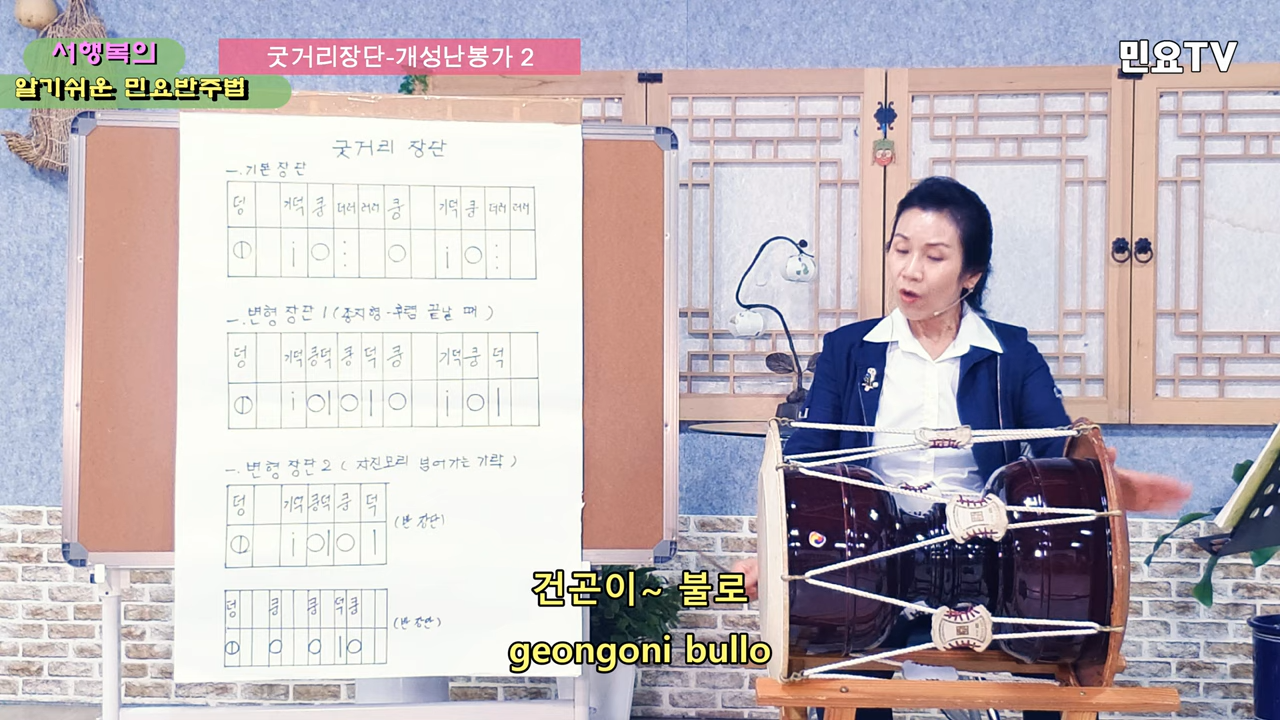 서행복의
알기쉬운 민요반주법
굿거리장단-개성난봉가 2
민요TV
굿거리 장단
一. 기본장단
덩 기덕 쿵 더러 러러 쿵 기덕 쿵 더러 러러
一. 변형 장단 1 (종지형-후렴 끝날 때)
덩 기덕 쿵덕 쿵 덕 쿵 기덕 쿵 덕
一. 변형 장단 2 (자진모리 넘어가는 가락)
덩 기덕 쿵덕 쿵 덕
(반 장단)
덩 쿵 쿵 덕쿵
(반 장단)
건곤이~ 불로
geongoni bullo